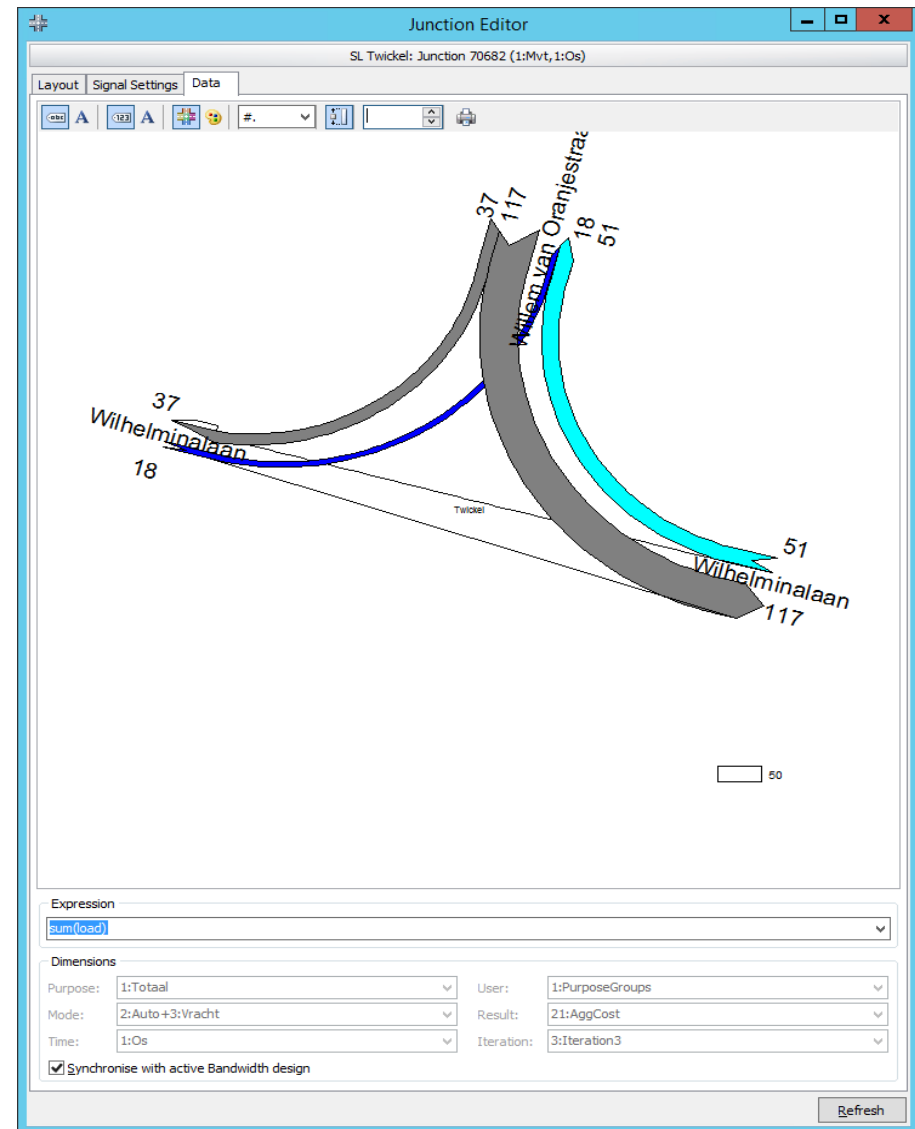 Junction Editor
SL Twickel: Junction 70682 (1:Mvt,1:Os)
Layout Signal Settings Data
abc A 123 A #.
37
117
Willem van Oranjestraa
18
51
37
Wilhelminalaan
18
Twickel
51
Wilhelminalaan
117
50
Expression
sum(load)
Dimensions
Purpose: 1:Totaal User: 1:PurposeGroups
Mode: 2:Auto+3:Vracht Result: 21:AggCost
Time: 1:Os Iteration: 3:Iteration3
Synchronise with active Bandwidth design
Refresh